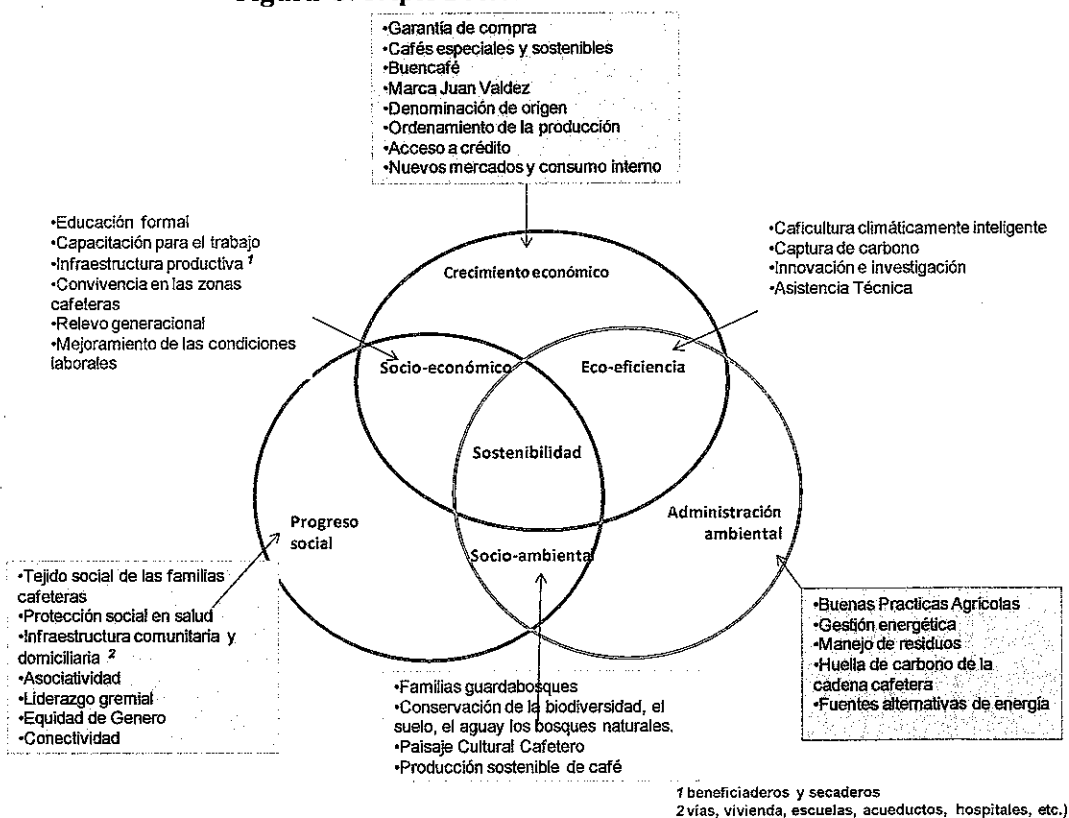 •Garantía de compra
•Cafés especiales y sostenibles
•Buencafé
•Marca Juan Valdez
•Denominación de origen
•Ordenamiento de la producción
•Acceso a crédito
•Nuevos mercados y consumo interno
•Educación formal
•Capacitación para el trabajo
•Infraestructura productiva 1
•Convivencia en las zonas
cafeteras
•Relevo generacional
•Mejoramiento de las condiciones
laborales
•Caficultura climáticamente inteligente
•Captura de carbono
•Innovación e investigación
•Asistencia Técnica
Crecimiento económico
Socio-económico
Eco-eficiencia
Sostenibilidad
Progreso
social
Administración
ambiental
Socio-ambiental
•Tejido social de las familias
cafeteras
•Protección social en salud
•Infraestructura comunitaria y
domiciliaria 2
•Asociatividad
•Liderazgo gremial
•Equidad de Genero
•Conectividad
•Familias guardabosques
•Conservación de la biodiversidad, el
suelo, el agua y los bosques naturales.
•Paisaje Cultural Cafetero
•Producción sostenible de café
•Buenas Practicas Agrícolas
•Gestión energética
•Manejo de residuos
•Huella de carbono de la
cadena cafetera
•Fuentes alternativas de energía
1 beneficiaderos y secaderos
2 vías, vivienda, escuelas, acueductos, hospitales, etc.)